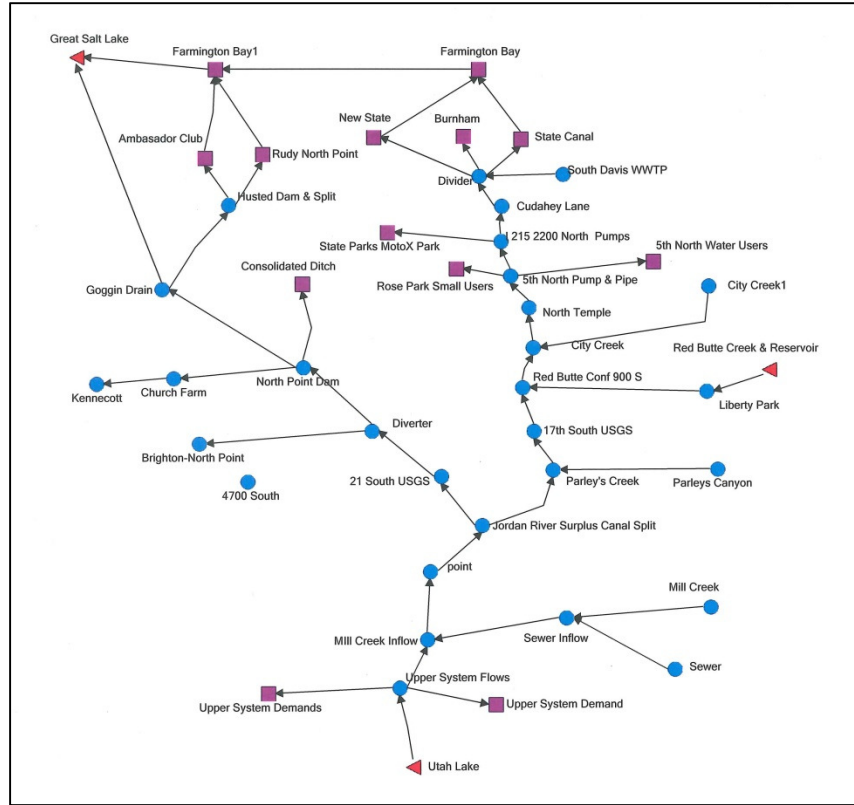 Great Salt Lake
Farmington Bay1
Farmington Bay
New State
Burnham
State Canal
Ambasador Club
Rudy North Point
South Davis WWTP
Divider
Husted Dam & Split
Cudahey Lane
I 215 2200 North Pumps
State Parks MotoX Park
5th North Water Users
Consolidated Ditch
Rose Park Small Users
5th North Pump & Pipe
City Creek1
Goggin Drain
North Temple
City Creek
Red Butte Creek & Reservoir
North Point Dam
Red Butte Conf 900 S
Kennecott
Church Farm
Liberty Park
Diverter
17th South USGS
Brighton-North Point
4700 South
21 South USGS
Parley's Creek
Parleys Canyon
Jordan River Surplus Canal Split
point
Mill Creek
MIll Creek Inflow
Sewer Inflow
Sewer
Upper System Flows
Upper System Demands
Upper System Demand
Utah Lake